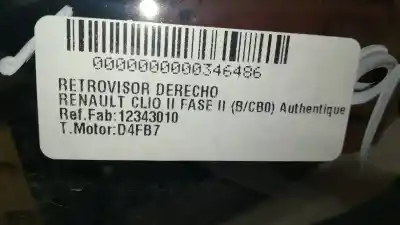 0000000000346486
RETROVISOR DERECHO
RENAULT CLIO II FASE II (B/CB0) Authentique
Ref.Fab:12343010
T.Motor:D4FB7